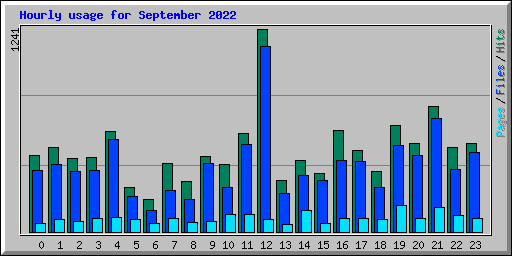 Hourly usage for September 2022
1241
Pages/Files/Hits
0 1 2 3 4 5 6 7 8 9 10 11 12 13 14 15 16 17 18 19 20 21 22 23